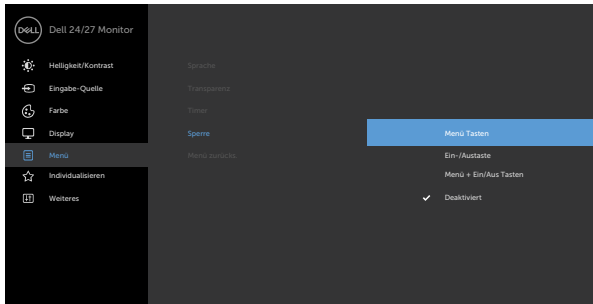 DELL Dell 24/27 Monitor
Helligkeit/Kontrast
Eingabe-Quelle
Farbe
Display
Menü
Individualisieren
Weiteres
Sprache
Transparent
Timer
Sperre
Menü zurücks.
Menü Tasten
Ein-/Austaste
Menü + Ein/Aus Tasten
Deaktiviert